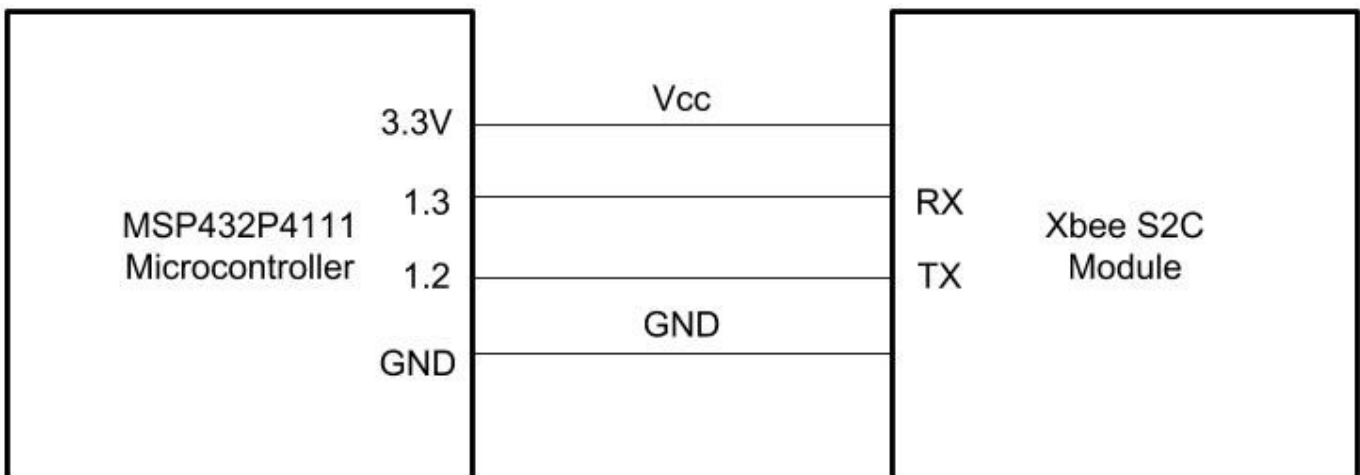 Vcc
3.3V
1.3
RX
MSP432P4111
Microcontroller
Xbee S2C
Module
1.2
TX
GND
GND